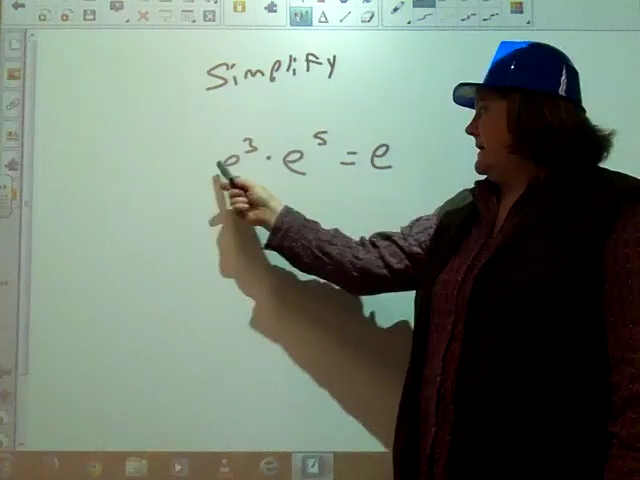 Simplify
e³ · e⁵ = e